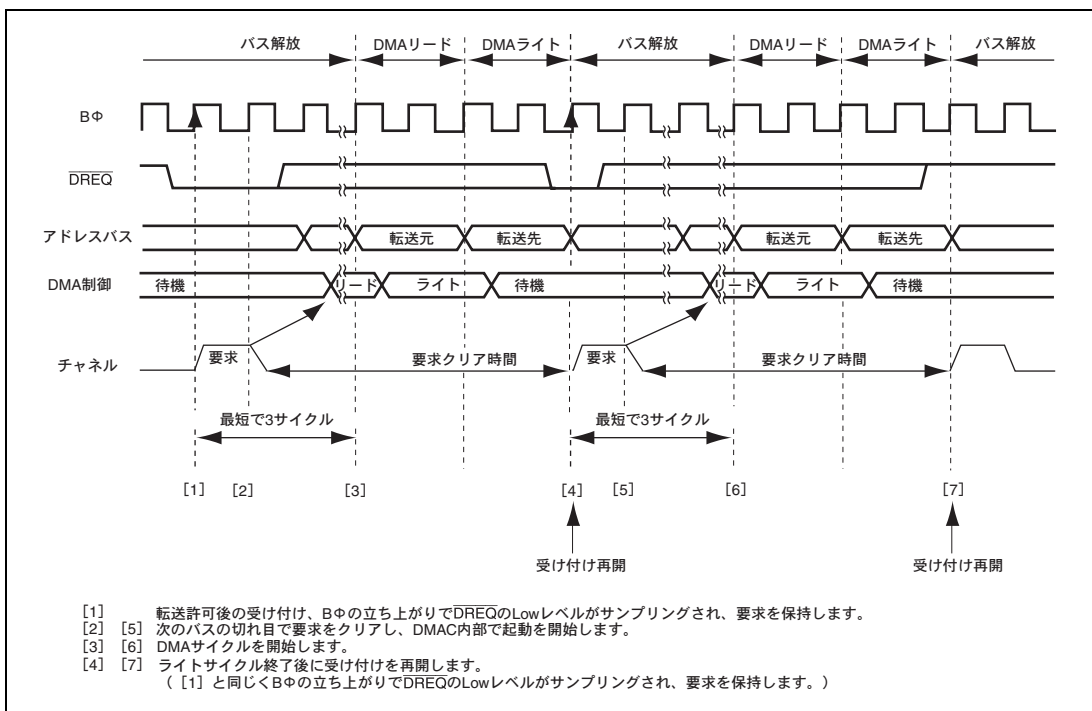 バス解放 DMAリード DMAライト バス解放 DMAリード DMAライト バス解放
BΦ
DREQ
アドレスバス 転送元 転送先 転送元 転送先
DMA制御 待機 リード ライト 待機 リード ライト 待機
チャネル 要求 要求クリア時間 要求 要求クリア時間
最短で3サイクル 最短で3サイクル
[1] [2] [3] [4] [5] [6] [7]
受け付け再開 受け付け再開
[1] 転送許可後の受け付け、BΦの立ち上がりでDREQのLowレベルがサンプリングされ、要求を保持します。
[2] [5] 次のバスの切れ目で要求をクリアし、DMAC内部で起動を開始します。
[3] [6] DMAサイクルを開始します。
[4] [7] ライトサイクル終了後に受け付けを再開します。
([1]と同じくBΦの立ち上がりでDREQのLowレベルがサンプリングされ、要求を保持します。)